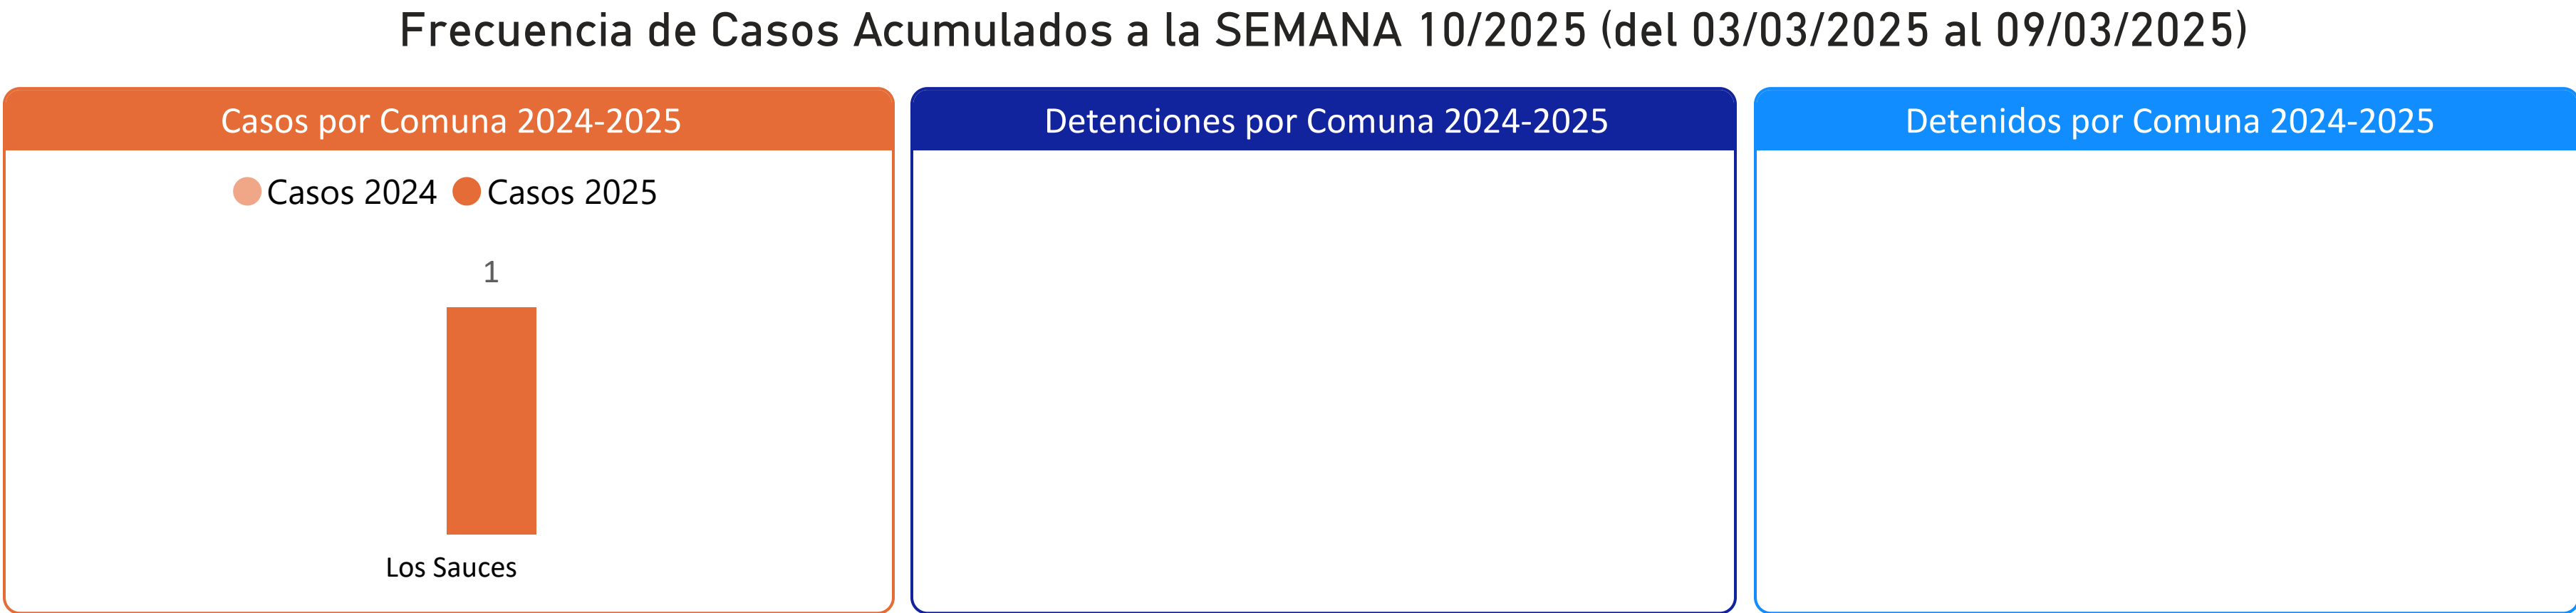 Frecuencia de Casos Acumulados a la SEMANA 10/2025 (del 03/03/2025 al 09/03/2025)
Casos por Comuna 2024-2025
Casos 2024 Casos 2025
1
Los Sauces
Detenciones por Comuna 2024-2025
Detenidos por Comuna 2024-2025